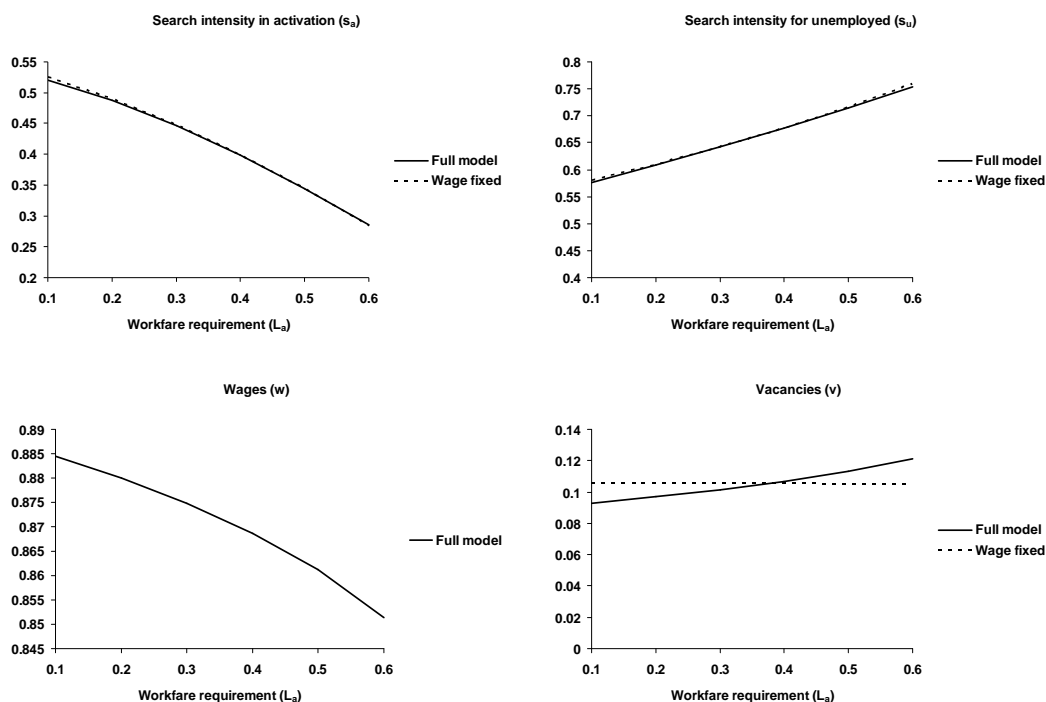 Search intensity in activation (sₐ)
0.55
0.5
0.45
0.4
0.35
0.3
0.25
0.2
0.1 0.2 0.3 0.4 0.5 0.6
Workfare requirement (Lₐ)
Full model
Wage fixed
Search intensity for unemployed (sᵤ)
0.8
0.75
0.7
0.65
0.6
0.55
0.5
0.45
0.4
0.1 0.2 0.3 0.4 0.5 0.6
Workfare requirement (Lₐ)
Full model
Wage fixed
Wages (w)
0.89
0.885
0.88
0.875
0.87
0.865
0.86
0.855
0.85
0.845
0.1 0.2 0.3 0.4 0.5 0.6
Workfare requirement (Lₐ)
Full model
Vacancies (v)
0.14
0.12
0.1
0.08
0.06
0.04
0.02
0
0.1 0.2 0.3 0.4 0.5 0.6
Workfare requirement (Lₐ)
Full model
Wage fixed